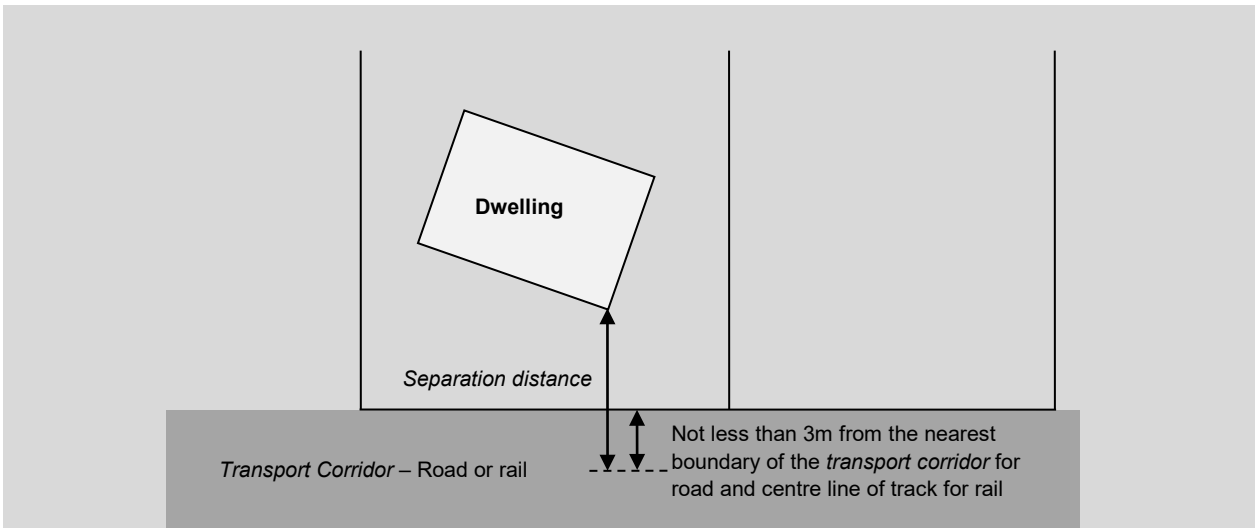 Dwelling
Separation distance
Transport Corridor – Road or rail
Not less than 3m from the nearest
boundary of the transport corridor for
road and centre line of track for rail